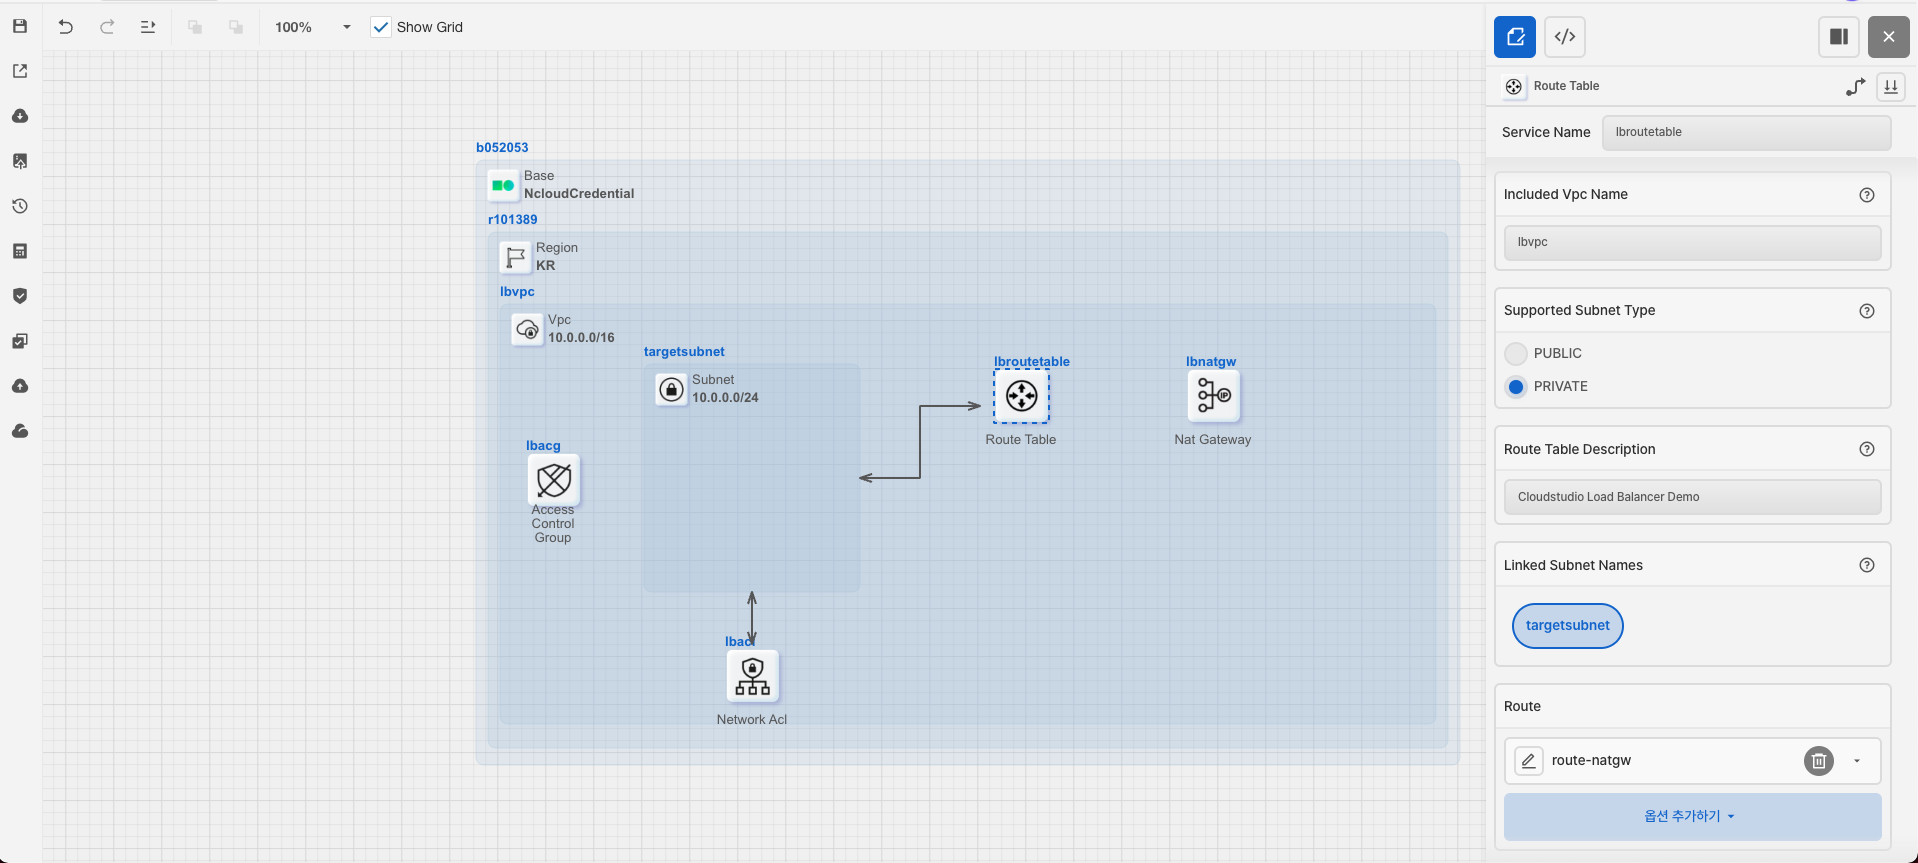 100%
Show Grid
b052053
Base
NcloudCredential
r101389
Region
KR
lbvpc
Vpc
10.0.0.0/16
targetsubnet
Subnet
10.0.0.0/24
lbroutetable
Route Table
lbnatgw
IP
Nat Gateway
lbacg
Access
Control
Group
lbacl
Network Acl
Route Table
Service Name
lbroutetable
Included Vpc Name
lbvpc
Supported Subnet Type
PUBLIC
PRIVATE
Route Table Description
Cloudstudio Load Balancer Demo
Linked Subnet Names
targetsubnet
Route
route-natgw
옵션 추가하기